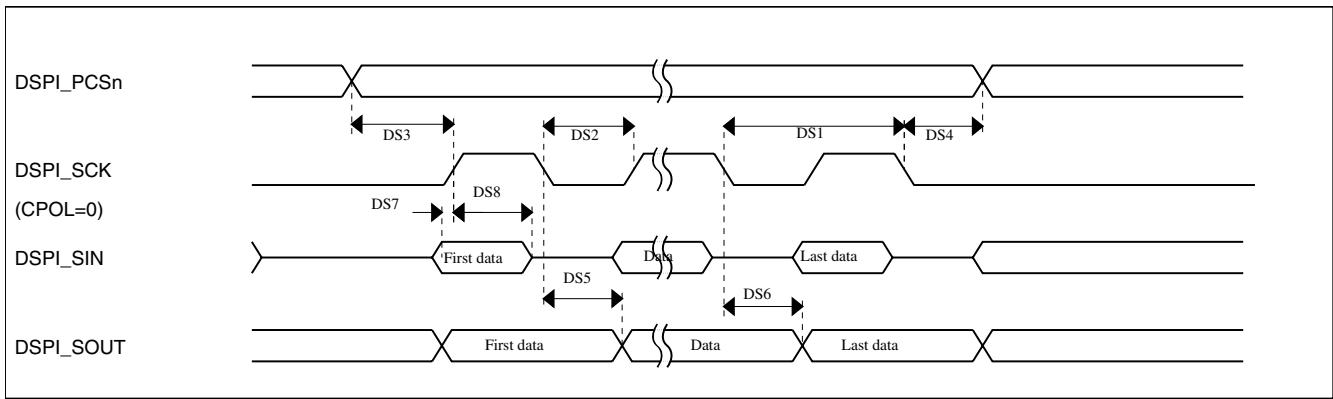 DSPI_PCSn
DS3
DS2
DS1
DS4
DSPI_SCK
(CPOL=0)
DS7
DS8
DSPI_SIN
First data
Data
Last data
DS5
DS6
DSPI_SOUT
First data
Data
Last data